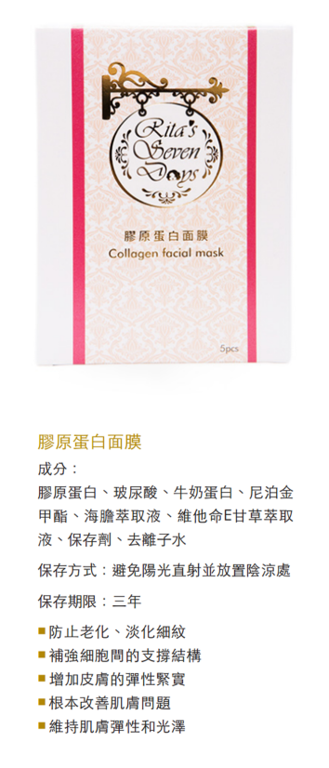 Rita's
Seven
Days
膠原蛋白面膜
Collagen facial mask
5pcs
膠原蛋白面膜
成分：
膠原蛋白、玻尿酸、牛奶蛋白、尼泊金
甲酯、海膽萃取液、維他命E甘草萃取
液、保存劑、去離子水
保存方式：避免陽光直射並放置陰涼處
保存期限：三年
■防止老化、淡化細紋
■補強細胞間的支撐結構
■增加皮膚的彈性緊實
■根本改善肌膚問題
■維持肌膚彈性和光澤